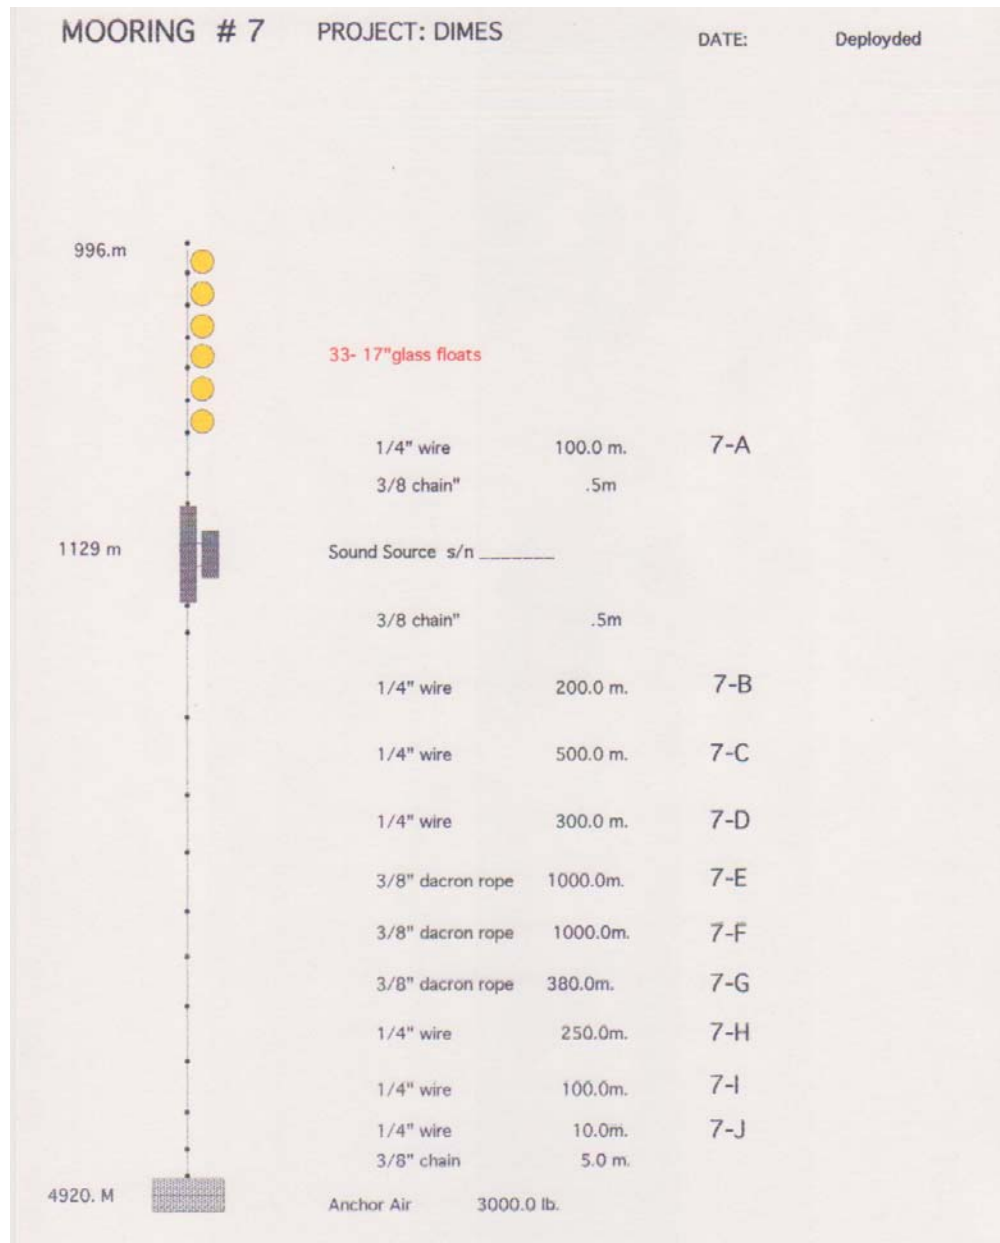 MOORING # 7 PROJECT: DIMES DATE: Deployded
996.m
33- 17"glass floats
1/4" wire 100.0 m. 7-A
3/8 chain" .5m
1129 m Sound Source s/n _______
3/8 chain" .5m
1/4" wire 200.0 m. 7-B
1/4" wire 500.0 m. 7-C
1/4" wire 300.0 m. 7-D
3/8" dacron rope 1000.0m. 7-E
3/8" dacron rope 1000.0m. 7-F
3/8" dacron rope 380.0m. 7-G
1/4" wire 250.0m. 7-H
1/4" wire 100.0m. 7-I
1/4" wire 10.0m. 7-J
3/8" chain 5.0 m.
4920. M Anchor Air 3000.0 lb.